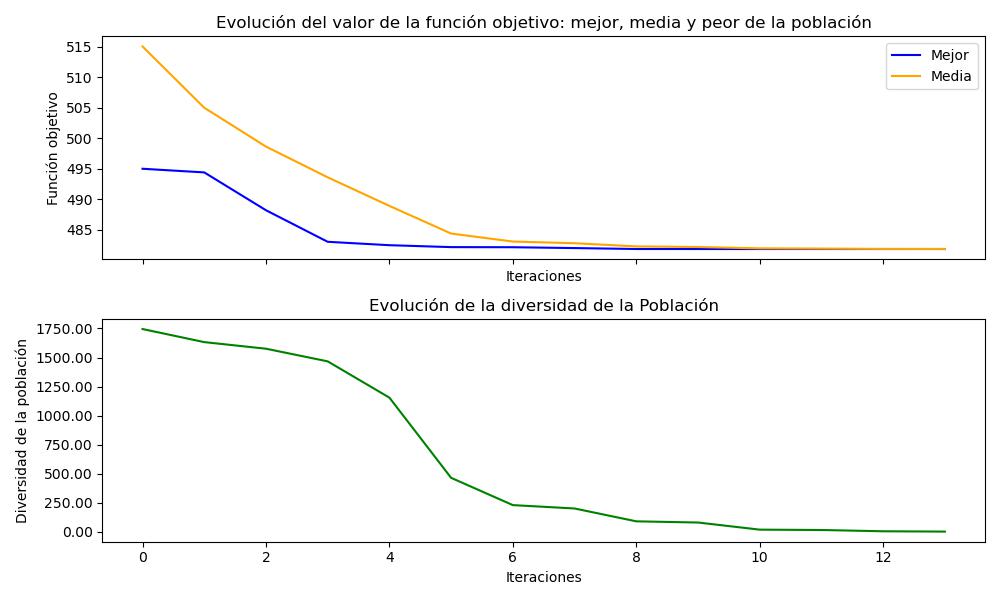 Evolución del valor de la función objetivo: mejor, media y peor de la población
Función objetivo
515
510
505
500
495
490
485
Mejor
Media
Iteraciones
Evolución de la diversidad de la Población
Diversidad de la población
1750.00
1500.00
1250.00
1000.00
750.00
500.00
250.00
0.00
0 2 4 6 8 10 12
Iteraciones